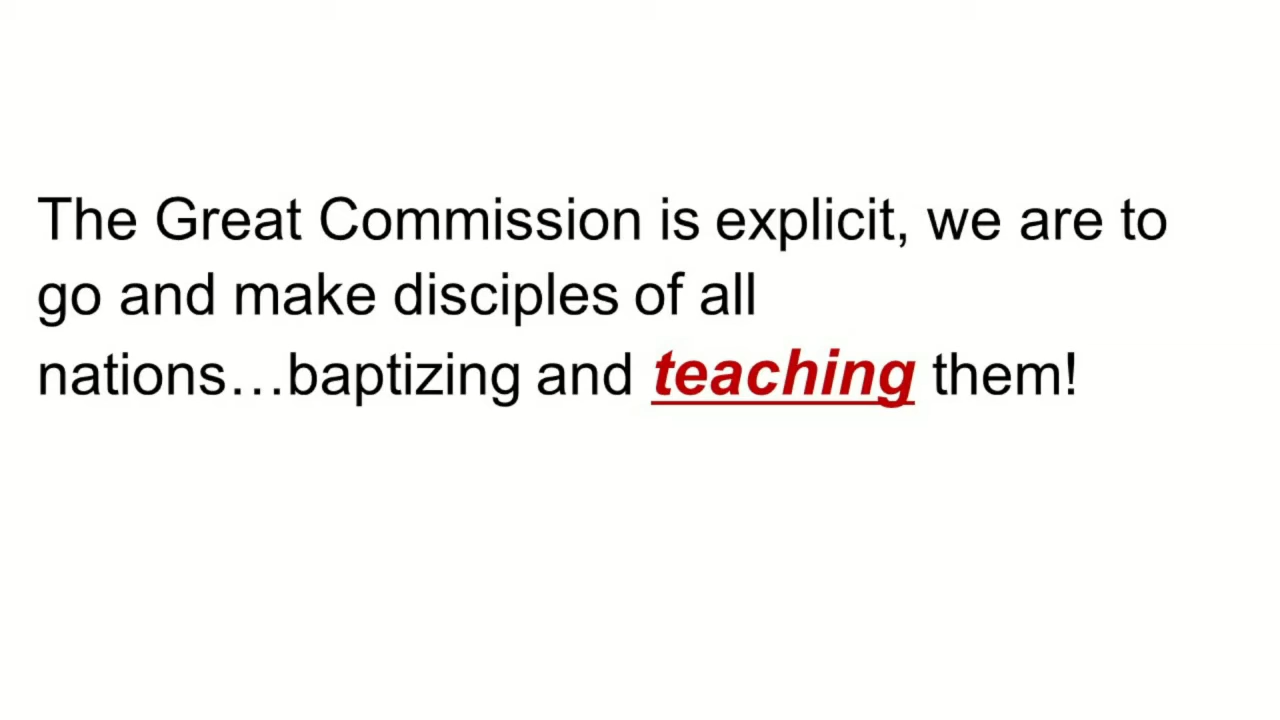 The Great Commission is explicit, we are to
go and make disciples of all
nations…baptizing and teaching them!